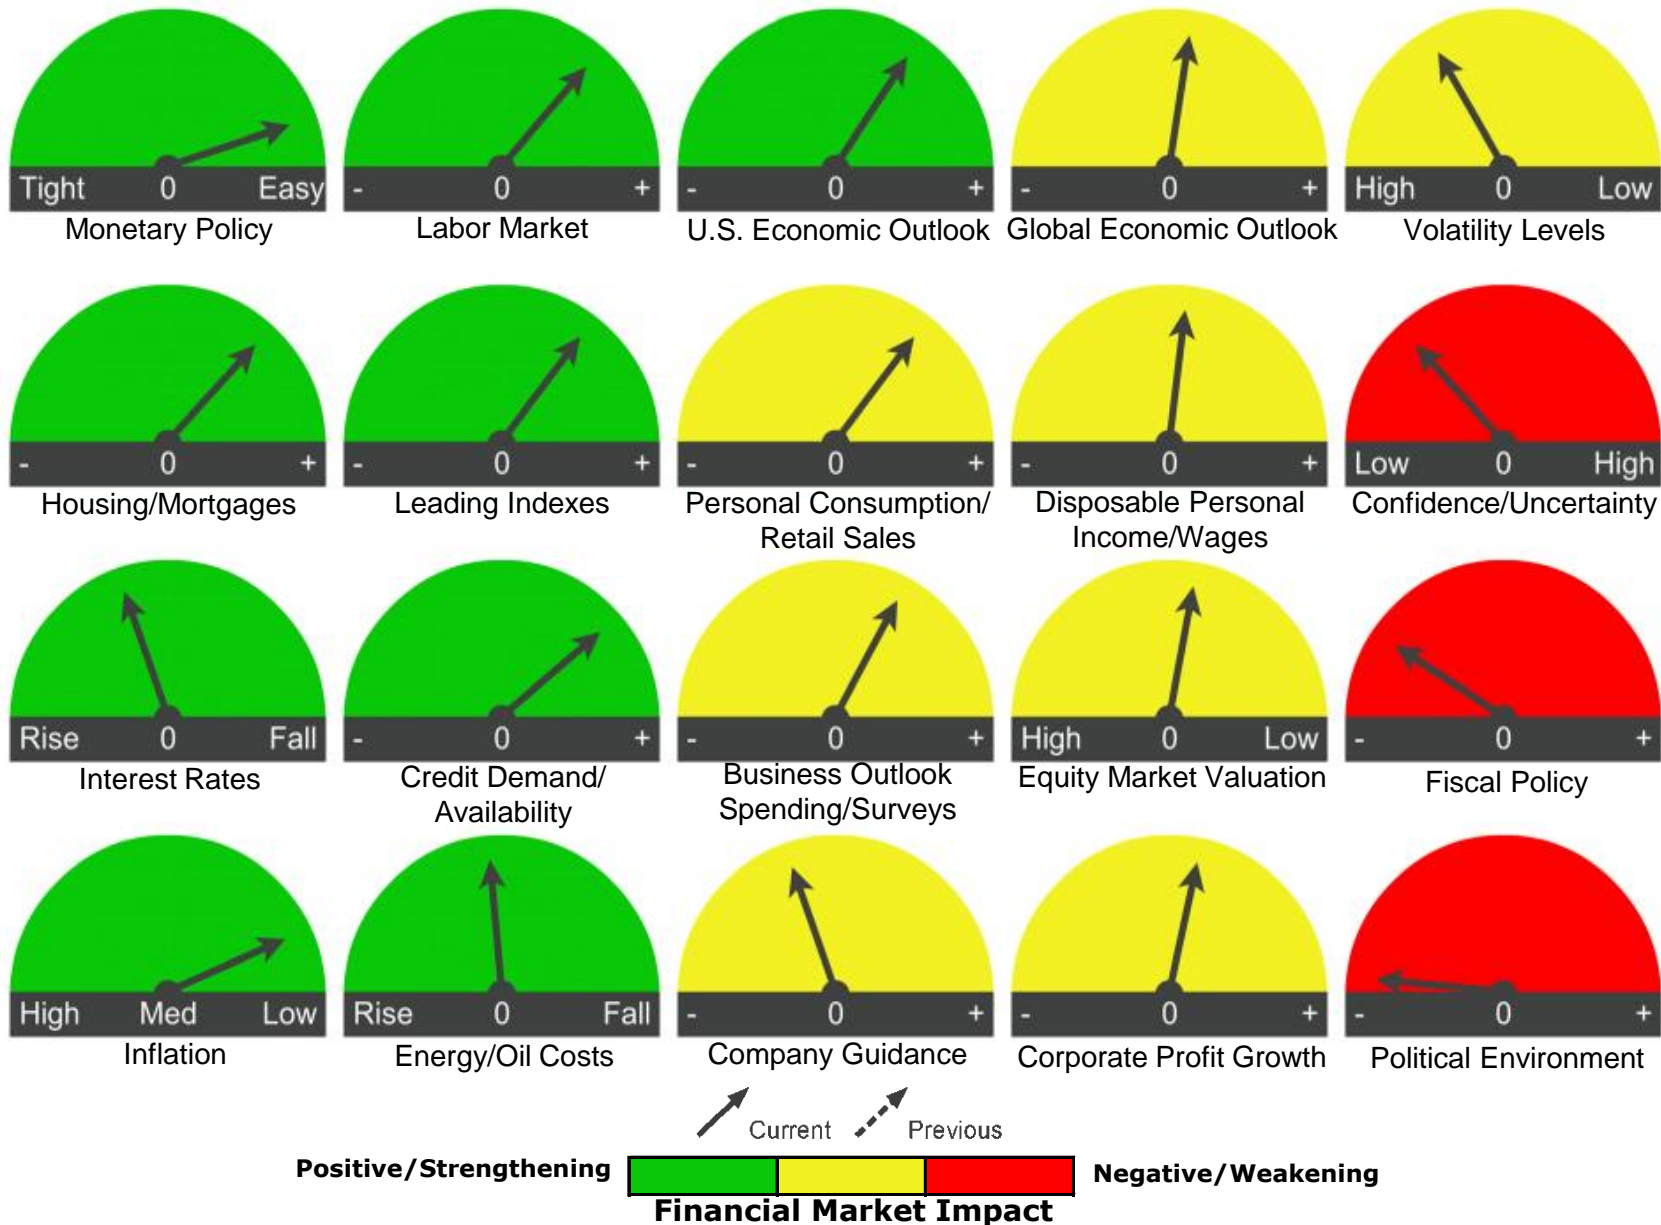 Tight 0 Easy
- 0 +
- 0 +
- 0 +
High 0 Low
Monetary Policy
Labor Market
U.S. Economic Outlook
Global Economic Outlook
Volatility Levels
- 0 +
- 0 +
- 0 +
- 0 +
Low 0 High
Housing/Mortgages
Leading Indexes
Personal Consumption/
Retail Sales
Disposable Personal
Income/Wages
Confidence/Uncertainty
Rise 0 Fall
- 0 +
- 0 +
High 0 Low
- 0 +
Interest Rates
Credit Demand/
Availability
Business Outlook
Spending/Surveys
Equity Market Valuation
Fiscal Policy
High Med Low
Rise 0 Fall
- 0 +
- 0 +
- 0 +
Inflation
Energy/Oil Costs
Company Guidance
Corporate Profit Growth
Political Environment
Current Previous
Positive/Strengthening
Negative/Weakening
Financial Market Impact